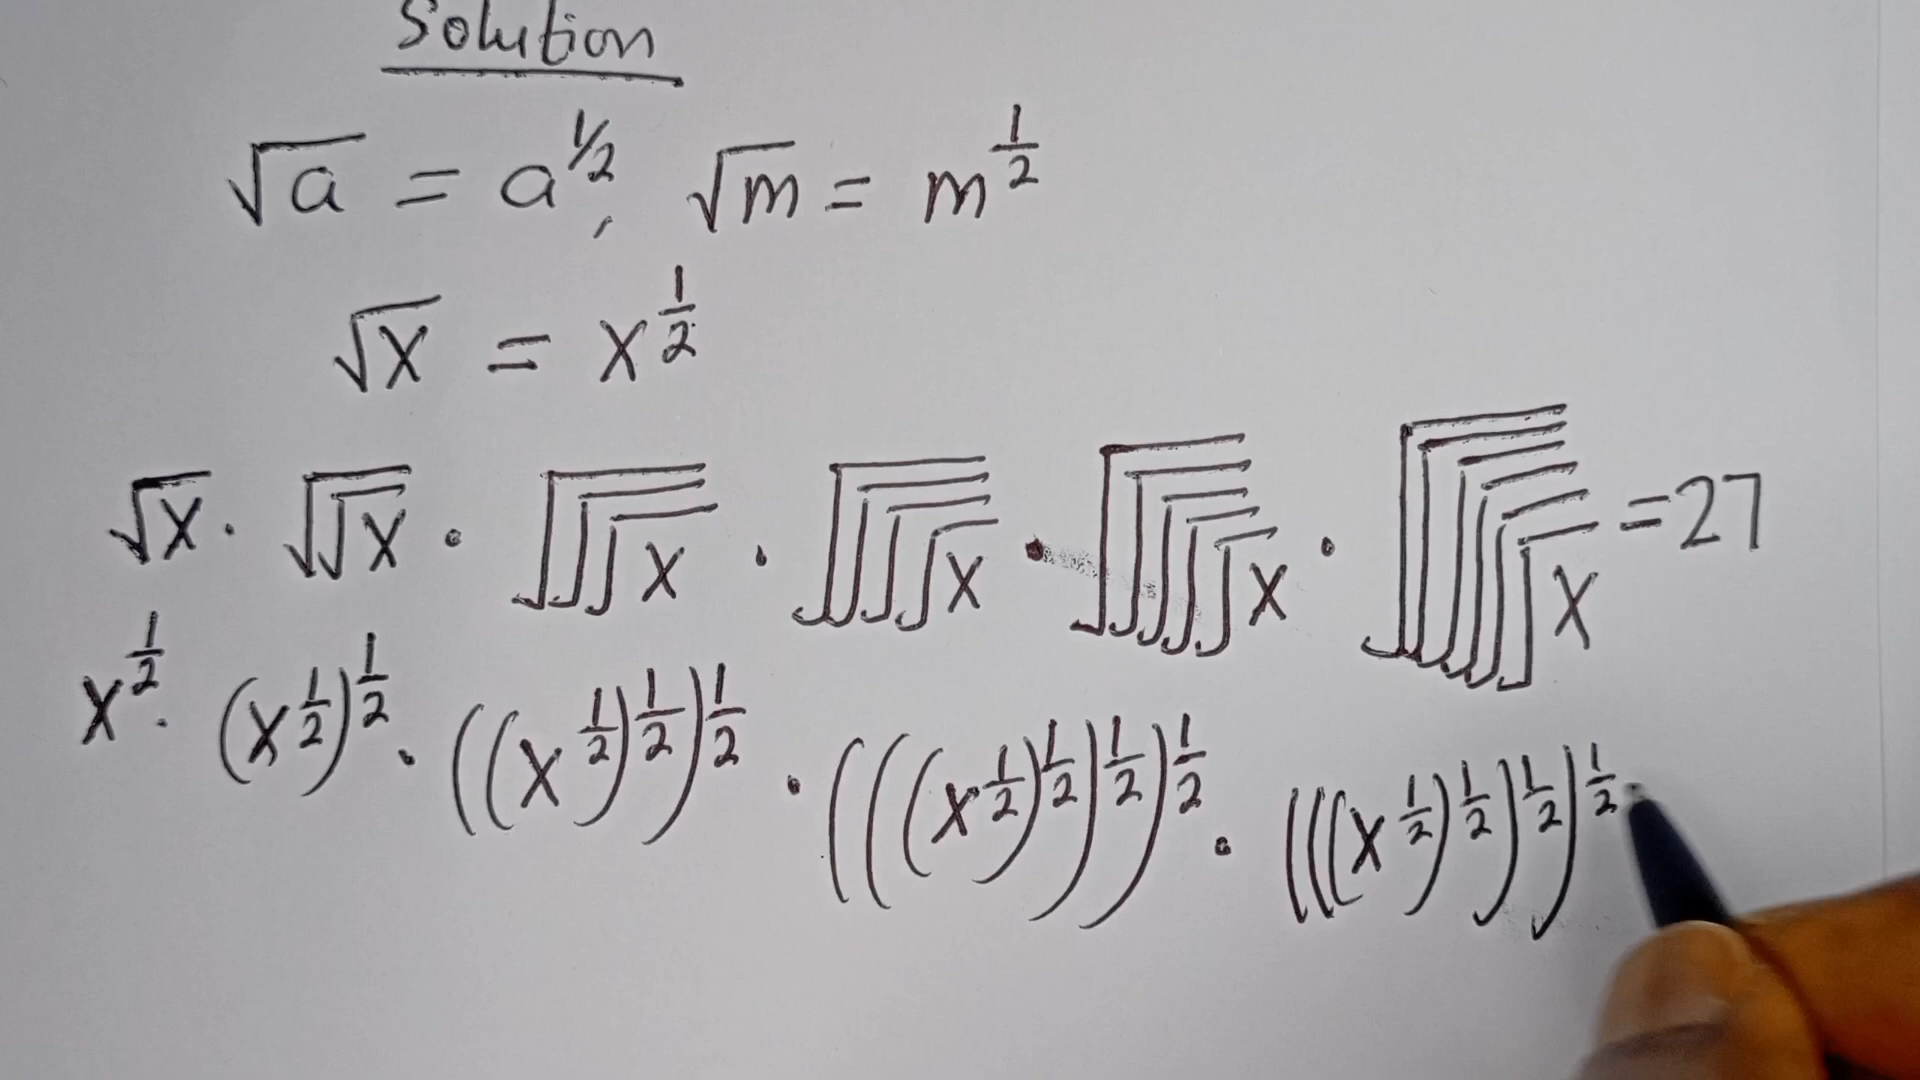 Solution
√a = a^1/2, √m = m^1/2
√x = x^1/2
√x · √√x · √√√x · √√√√x · √√√√√x · √√√√√√x = 27
x^1/2 · (x^1/2)^1/2 · ((x^1/2)^1/2)^1/2 · (((x^1/2)^1/2)^1/2)^1/2 · ((((x^1/2)^1/2)^1/2)^1/2